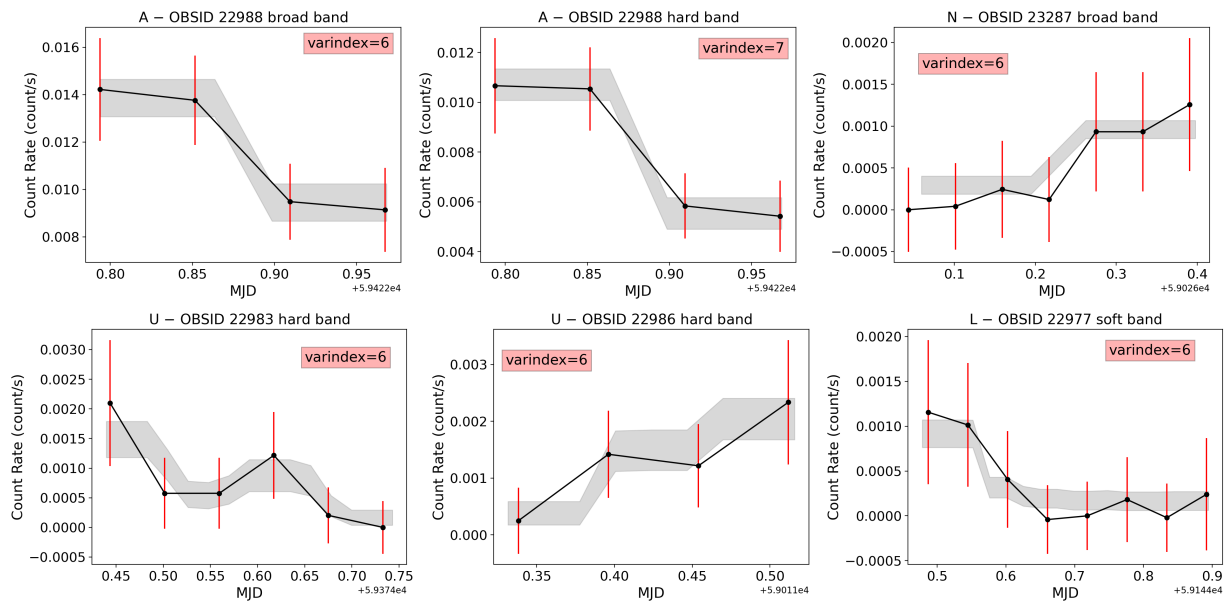 A − OBSID 22988 broad band
varindex=6
Count Rate (count/s)
0.016
0.014
0.012
0.010
0.008
0.80
0.85
0.90
0.95
MJD
+5.9422e4
A − OBSID 22988 hard band
varindex=7
Count Rate (count/s)
0.012
0.010
0.008
0.006
0.004
0.80
0.85
0.90
0.95
MJD
+5.9422e4
N − OBSID 23287 broad band
varindex=6
Count Rate (count/s)
0.0020
0.0015
0.0010
0.0005
0.0000
−0.0005
0.1
0.2
0.3
0.4
MJD
+5.9026e4
U − OBSID 22983 hard band
varindex=6
Count Rate (count/s)
0.0030
0.0025
0.0020
0.0015
0.0010
0.0005
0.0000
−0.0005
0.45
0.50
0.55
0.60
0.65
0.70
0.75
MJD
+5.9374e4
U − OBSID 22986 hard band
varindex=6
Count Rate (count/s)
0.003
0.002
0.001
0.000
0.35
0.40
0.45
0.50
MJD
+5.9011e4
L − OBSID 22977 soft band
varindex=6
Count Rate (count/s)
0.0020
0.0015
0.0010
0.0005
0.0000
−0.0005
0.5
0.6
0.7
0.8
0.9
MJD
+5.9144e4